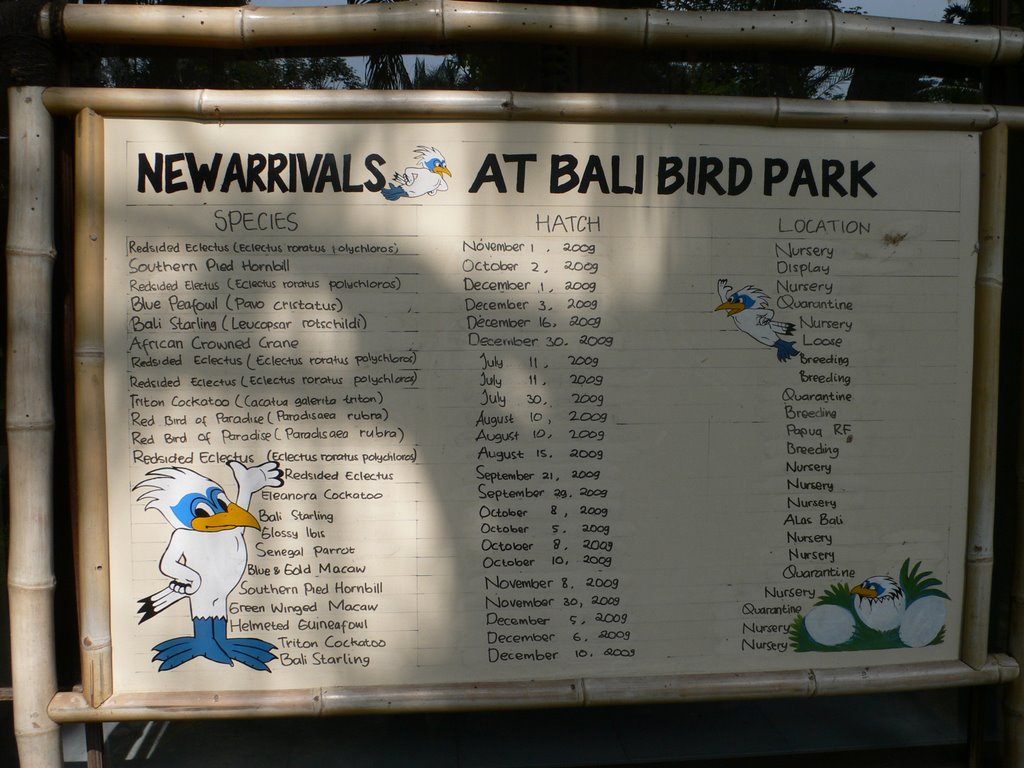 NEW ARRIVALS AT BALI BIRD PARK
SPECIES HATCH LOCATION
Redsided Eclectus (Eclectus roratus polychloros) November 1, 2009 Nursery
Southern Pied Hornbill October 2, 2009 Display
Redsided Electus (Eclectus roratus polychloros) December 1, 2009 Nursery
Blue Peafowl (Pavo cristatus) December 3, 2009 Quarantine
Bali Starling (Leucopsar rotschildi) December 16, 2009 Nursery
African Crowned Crane December 30, 2009 Loose
Redsided Eclectus (Eclectus roratus polychloros) July 11, 2009 Breeding
Redsided Eclectus (Eclectus roratus polychloros) July 11, 2009 Breeding
Triton Cockatoo (Cacatua galerita triton) July 30, 2009 Quarantine
Red Bird of Paradise (Paradisaea rubra) August 10, 2009 Breeding
Red Bird of Paradise (Paradisaea rubra) August 10, 2009 Papua RF
Redsided Eclectus (Eclectus roratus polychloros) August 15, 2009 Breeding
Redsided Eclectus September 21, 2009 Nursery
Eleanora Cockatoo September 29, 2009 Nursery
Bali Starling October 8, 2009 Nursery
Glossy Ibis October 5, 2009 Alas Bali
Senegal Parrot October 8, 2009 Nursery
Blue & Gold Macaw October 10, 2009 Nursery
Southern Pied Hornbill November 8, 2009 Quarantine
Green Winged Macaw November 30, 2009 Nursery
Helmeted Guineafowl December 5, 2009 Quarantine
Triton Cockatoo December 6, 2009 Nursery
Bali Starling December 10, 2009 Nursery